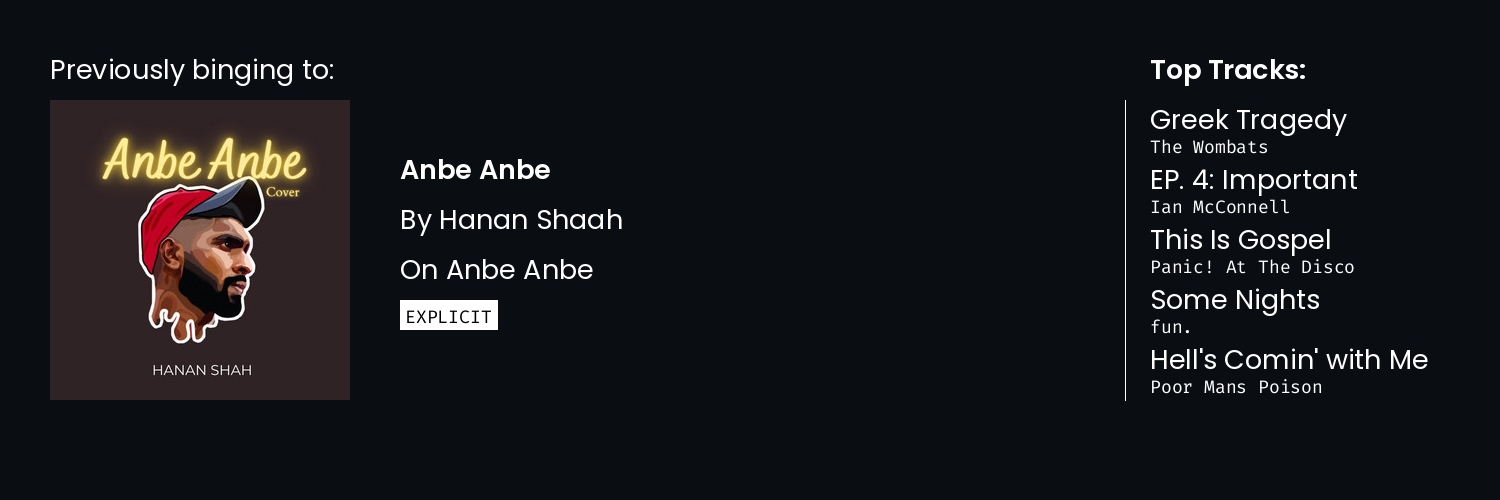 Previously binging to:
Anbe Anbe
Cover
HANAN SHAH
Anbe Anbe
By Hanan Shaah
On Anbe Anbe
EXPLICIT
Top Tracks:
Greek Tragedy
The Wombats
EP. 4: Important
Ian McConnell
This Is Gospel
Panic! At The Disco
Some Nights
fun.
Hell's Comin' with Me
Poor Mans Poison